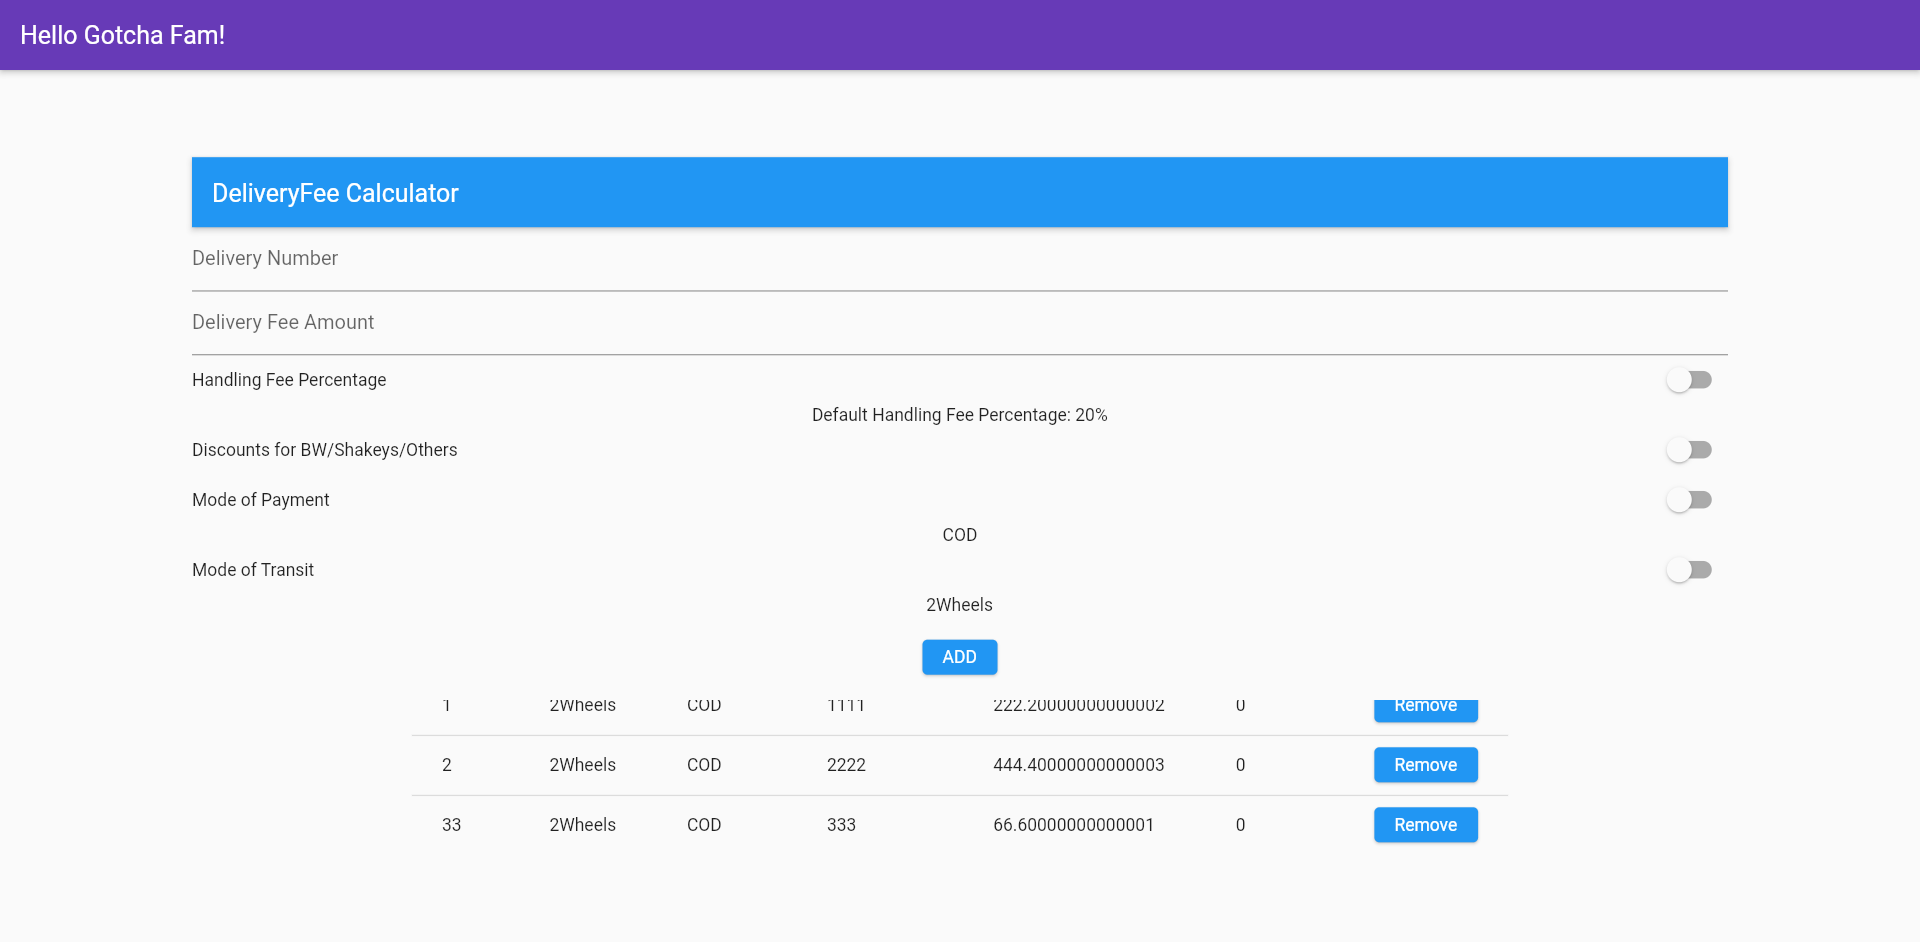 Hello Gotcha Fam!
DeliveryFee Calculator
Delivery Number
Delivery Fee Amount
Handling Fee Percentage
Default Handling Fee Percentage: 20%
Discounts for BW/Shakeys/Others
Mode of Payment
COD
Mode of Transit
2Wheels
ADD
1 2Wheels COD 1111 222.20000000000002 0 Remove
2 2Wheels COD 2222 444.40000000000003 0 Remove
33 2Wheels COD 333 66.60000000000001 0 Remove